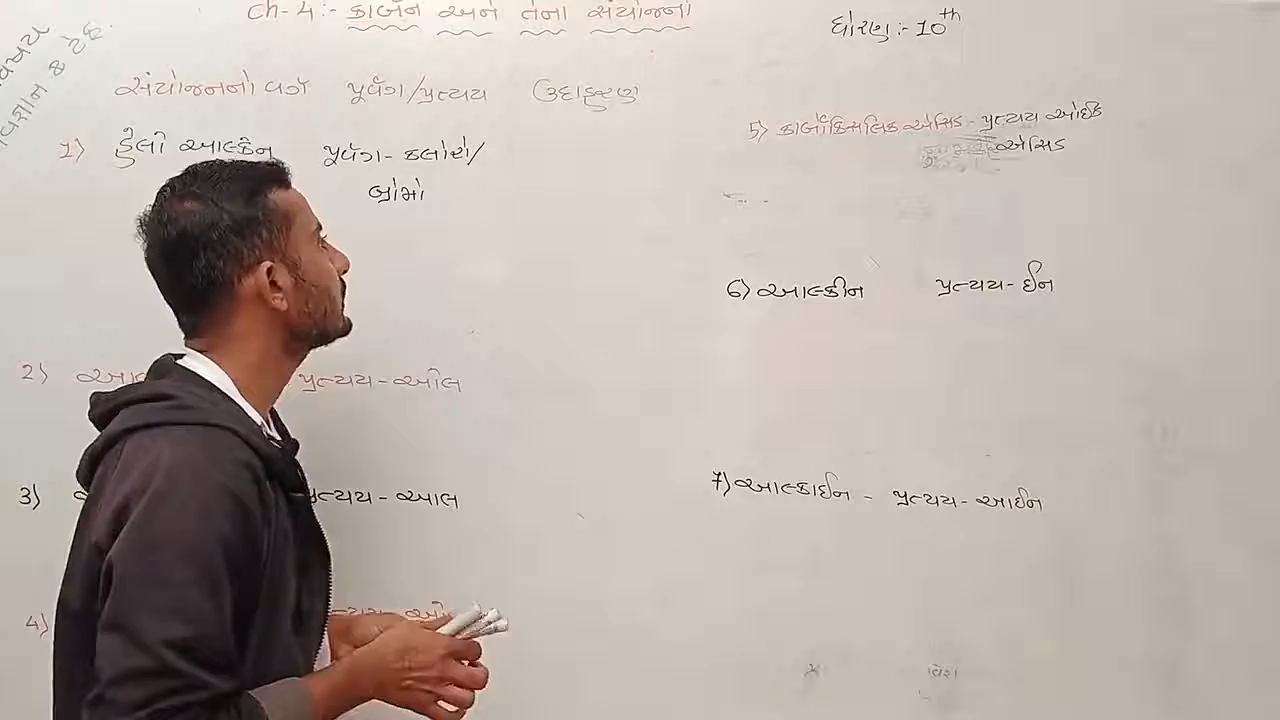 Ch-4:- કાર્બન અને તેના સંયોજનો
ધોરણ:- 10th
વિજ્ઞાન & ટેક
સંયોજનનો વર્ગ પૂર્વગ/પ્રત્યય ઉદાહરણ
1) હેલો આલ્કેન પૂર્વગ- ક્લોરો/
બ્રોમો
2) પ્રત્યય-ઓલ
3) પ્રત્યય-આલ
4)
5) કાર્બોક્સિલિક એસિડ - પ્રત્યય ઓઈક
એસિડ
6) આલ્કીન પ્રત્યય- ઈન
7) આલ્કાઈન - પ્રત્યય-આઈન